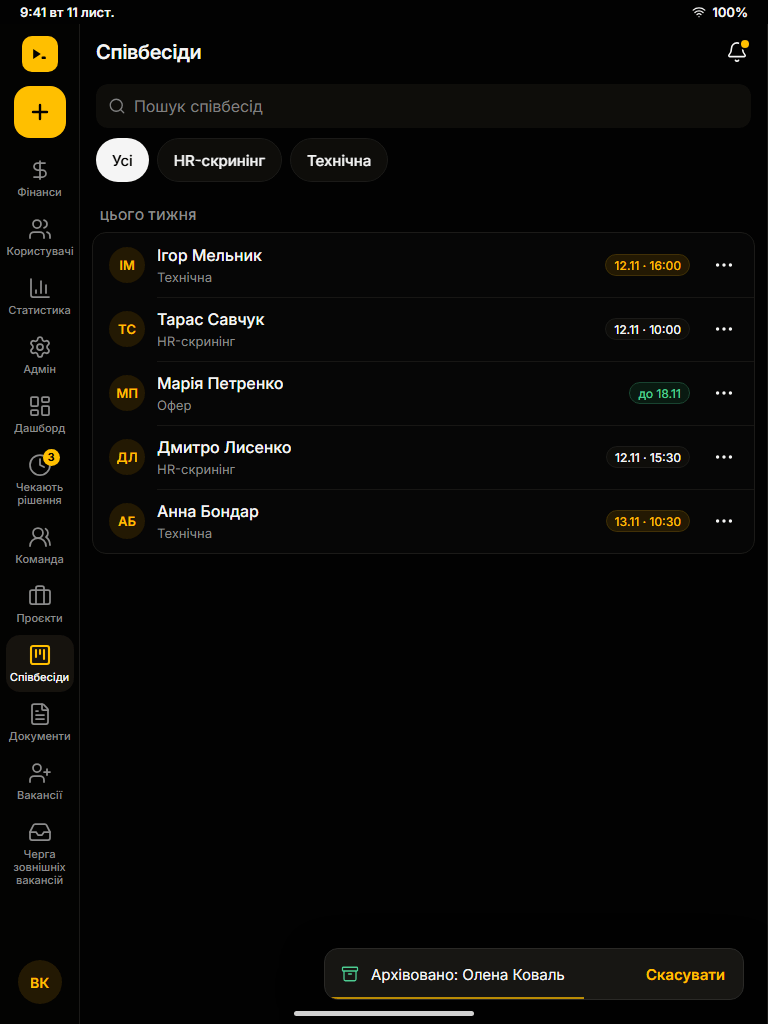 9:41 вт 11 лист.
100%
Співбесіди
Пошук співбесід
Усі
HR-скринінг
Технічна
ЦЬОГО ТИЖНЯ
ІМ
Ігор Мельник
Технічна
12.11 · 16:00
ТС
Тарас Савчук
HR-скринінг
12.11 · 10:00
МП
Марія Петренко
Офер
до 18.11
ДЛ
Дмитро Лисенко
HR-скринінг
12.11 · 15:30
АБ
Анна Бондар
Технічна
13.11 · 10:30
Фінанси
Користувачі
Статистика
Адмін
Дашборд
3
Чекають
рішення
Команда
Проєкти
Співбесіди
Документи
Вакансії
Черга
зовнішніх
вакансій
ВК
Архівовано: Олена Коваль
Скасувати